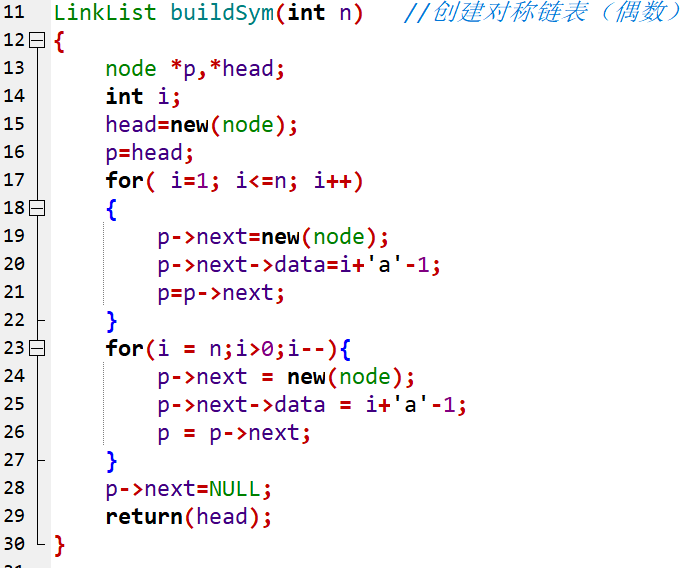 11 LinkList buildSym(int n)   //创建对称链表（偶数）
12 {
13     node *p,*head;
14     int i;
15     head=new(node);
16     p=head;
17     for( i=1; i<=n; i++)
18     {
19         p->next=new(node);
20         p->next->data=i+'a'-1;
21         p=p->next;
22     }
23     for(i = n;i>0;i--){
24         p->next = new(node);
25         p->next->data = i+'a'-1;
26         p = p->next;
27     }
28     p->next=NULL;
29     return(head);
30 }